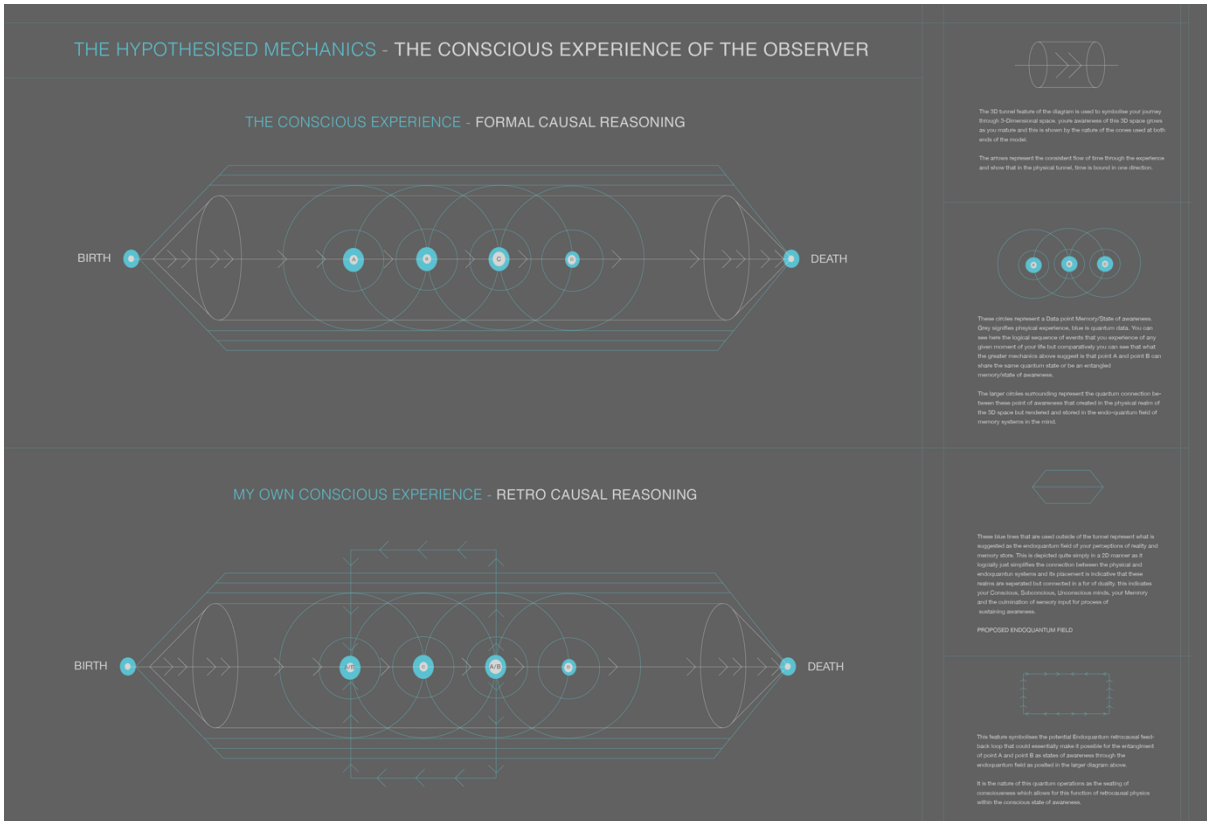 THE HYPOTHESISED MECHANICS - THE CONSCIOUS EXPERIENCE OF THE OBSERVER
THE CONSCIOUS EXPERIENCE - FORMAL CAUSAL REASONING
BIRTH
A
DEATH
MY OWN CONSCIOUS EXPERIENCE - RETRO CAUSAL REASONING
BIRTH
A/B
A/B
DEATH
The 3D tunnel feature of the diagram is used to symbolise your journey
through 3-Dimensional space, youre awareness of this 3D space grows
as you mature and this is shown by the nature of the cones used at both
ends of the model.
The arrows represent the consistent flow of time through the experience
and show that in the physical tunnel, time is bound in one direction.
These circles represent a Data point Memory/State of awareness.
Grey signifies physical experience, blue is quantum data. You can
see here the logical sequence of events that you experience of any
given moment of your life but comparatively you can see that what
the greater mechanics above suggest is that point A and point B can
share the same quantum state or be an entangled
memory/state of awareness.
The larger circles surrounding represent the quantum connection be-
tween these point of awareness that created in the physical realm of
the 3D space but rendered and stored in the endo-quantum field of
memory systems in the mind.
These blue lines that are used outside of the tunnel represent what is
suggested as the endoquantum field of your perceptions of reality and
memory store. This is depicted quite simply in a 2D manner as it
logically just simplifies the connection between the physical and
endoquantum systems and its placement is indicative that these
realms are seperated but connected in a for of duality. this indicates
your Conscious, Subconcious, Unconscious minds, your Memrory
and the culmination of sensory input for process of
sustaining awareness.
PROPOSED ENDOQUANTUM FIELD
This feature symbolises the potential Endoquantum retrocausal feed-
back loop that could essentially make it possible for the entanglment
of point A and point B as states of awareness through the
endoquantum field as posited in the larger diagram above.
It is the nature of this quantum operations as the seating of
consciousness which allows for this function of retrocausal physics
within the conscious state of awareness.